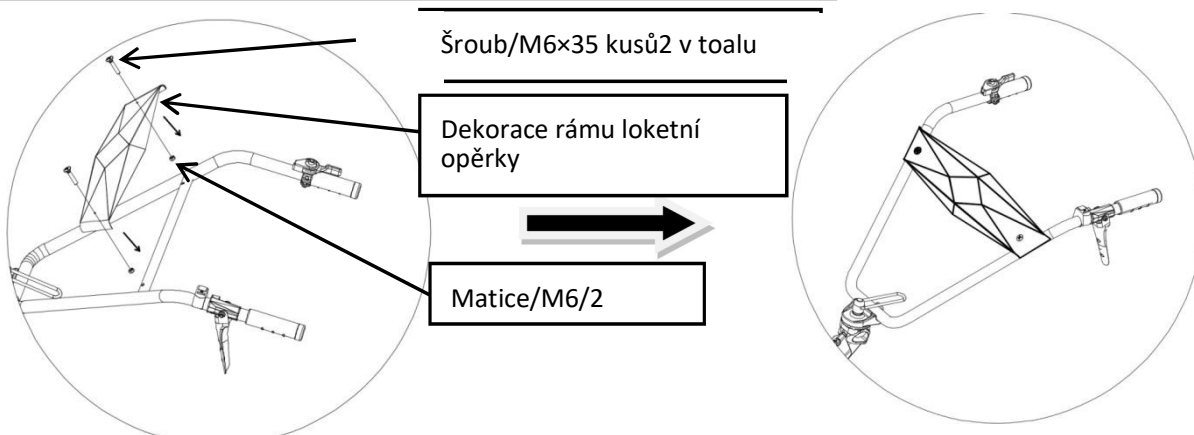 Šroub/M6×35 kusů2 v toalu
Dekorace rámu loketní
opěrky
Matice/M6/2